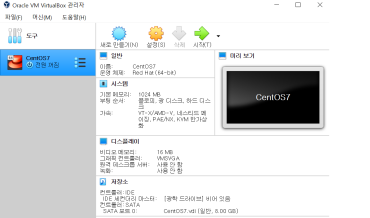 Oracle VM VirtualBox 관리자
파일(F) 머신(M) 도움말(H)
도구
새로 만들기(N) 설정(S) 삭제 시작(T)
CentOS7
전원 꺼짐
일반
이름: CentOS7
운영 체제: Red Hat (64-bit)
시스템
기본 메모리: 1024 MB
부팅 순서: 플로피, 광 디스크, 하드 디스크
가속: VT-x/AMD-V, 네스티드 페이징, PAE/NX, KVM 반가상화
디스플레이
비디오 메모리: 16 MB
그래픽 컨트롤러: VMSVGA
원격 데스크톱 서버: 사용 안 함
녹화: 사용 안 함
저장소
컨트롤러: IDE
IDE 세컨더리 마스터: [광학 드라이브] 비어 있음
컨트롤러: SATA
SATA 포트 0: CentOS7.vdi (일반, 8.00 GB)
미리 보기
CentOS7